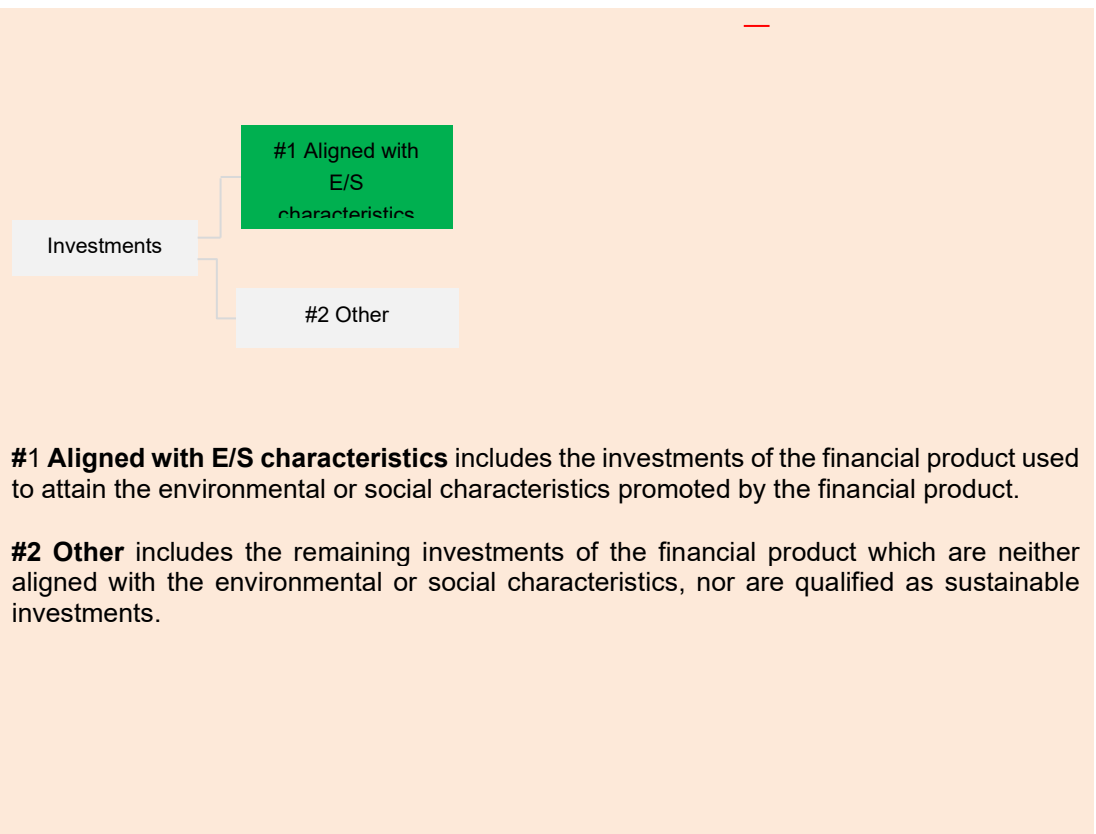 #1 Aligned with
E/S
characteristics
Investments
#2 Other
#1 Aligned with E/S characteristics includes the investments of the financial product used
to attain the environmental or social characteristics promoted by the financial product.
#2 Other includes the remaining investments of the financial product which are neither
aligned with the environmental or social characteristics, nor are qualified as sustainable
investments.